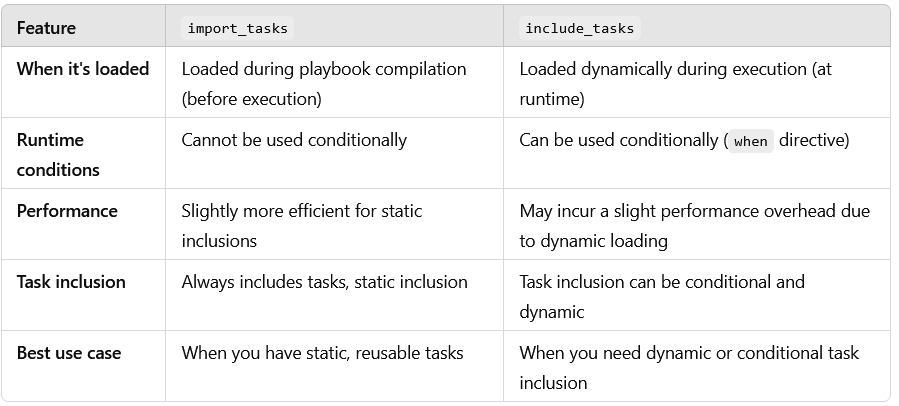 Feature import_tasks include_tasks
When it's loaded Loaded during playbook compilation Loaded dynamically during execution (at
(before execution) runtime)
Runtime Cannot be used conditionally Can be used conditionally ( when directive)
conditions
Performance Slightly more efficient for static May incur a slight performance overhead due
inclusions to dynamic loading
Task inclusion Always includes tasks, static inclusion Task inclusion can be conditional and
dynamic
Best use case When you have static, reusable tasks When you need dynamic or conditional task
inclusion